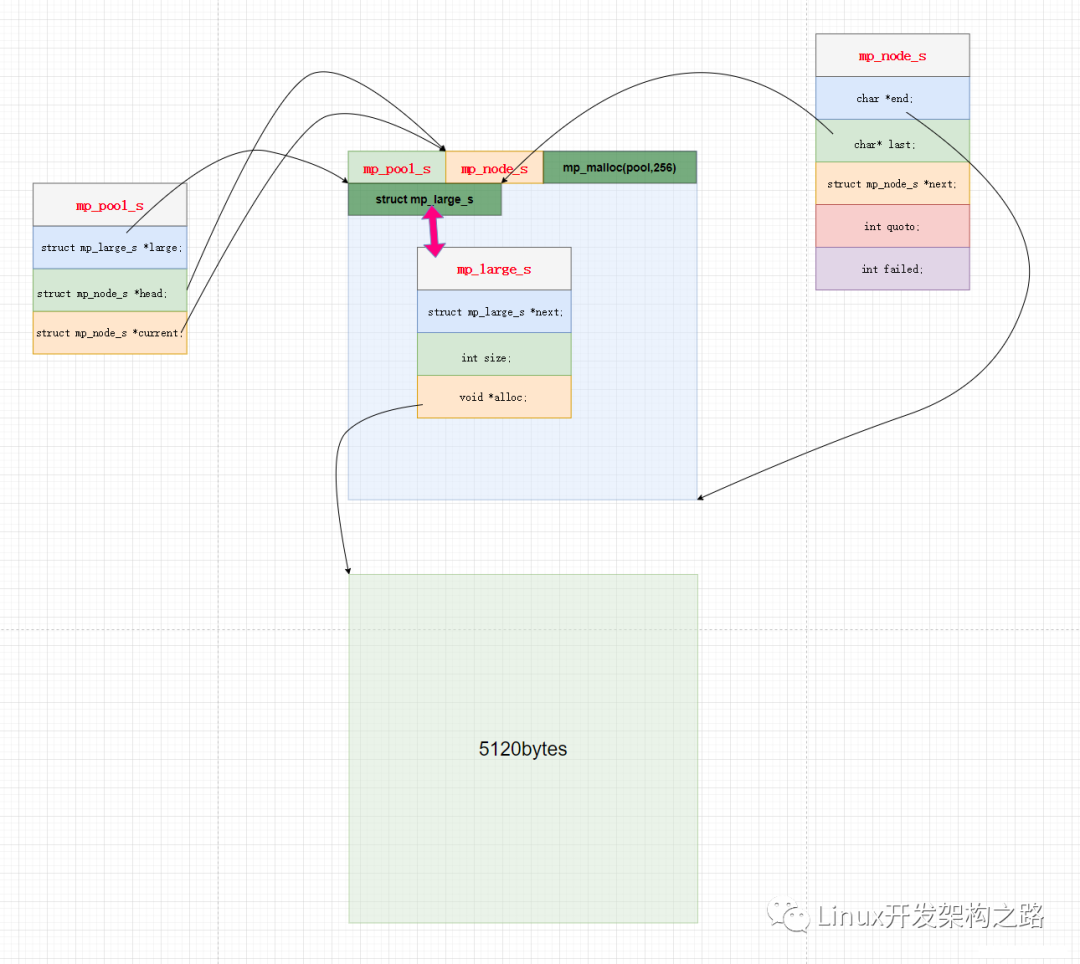 mp_node_s
char *end;
char* last;
struct mp_node_s *next;
int quoto;
int failed;
mp_pool_s
mp_node_s
mp_malloc(pool,256)
struct mp_large_s
mp_pool_s
struct mp_large_s *large;
struct mp_node_s *head;
struct mp_node_s *current;
mp_large_s
struct mp_large_s *next;
int size;
void *alloc;
5120bytes
Linux开发架构之路